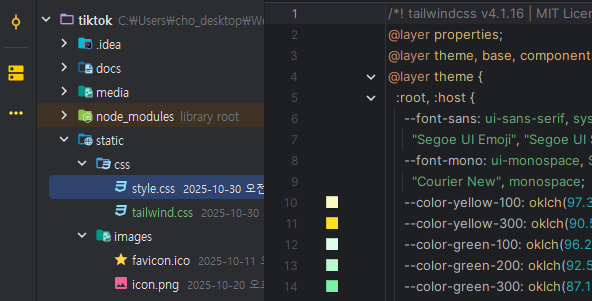 tiktok C:₩Users₩cho_desktop₩We
.idea
docs
media
node_modules library root
static
css
style.css 2025-10-30 오전
tailwind.css 2025-10-30
images
favicon.ico 2025-10-11 오
icon.png 2025-10-20 오
1 /*! tailwindcss v4.1.16 | MIT Licen
2 @layer properties;
3 @layer theme, base, component
4 @layer theme {
5 :root, :host {
6 --font-sans: ui-sans-serif, sys
7 "Segoe UI Emoji", "Segoe UI S
8 --font-mono: ui-monospace, S
9 "Courier New", monospace;
10 --color-yellow-100: oklch(97.3
11 --color-yellow-300: oklch(90.5
12 --color-green-100: oklch(96.2
13 --color-green-200: oklch(92.5
14 --color-green-300: oklch(87.1